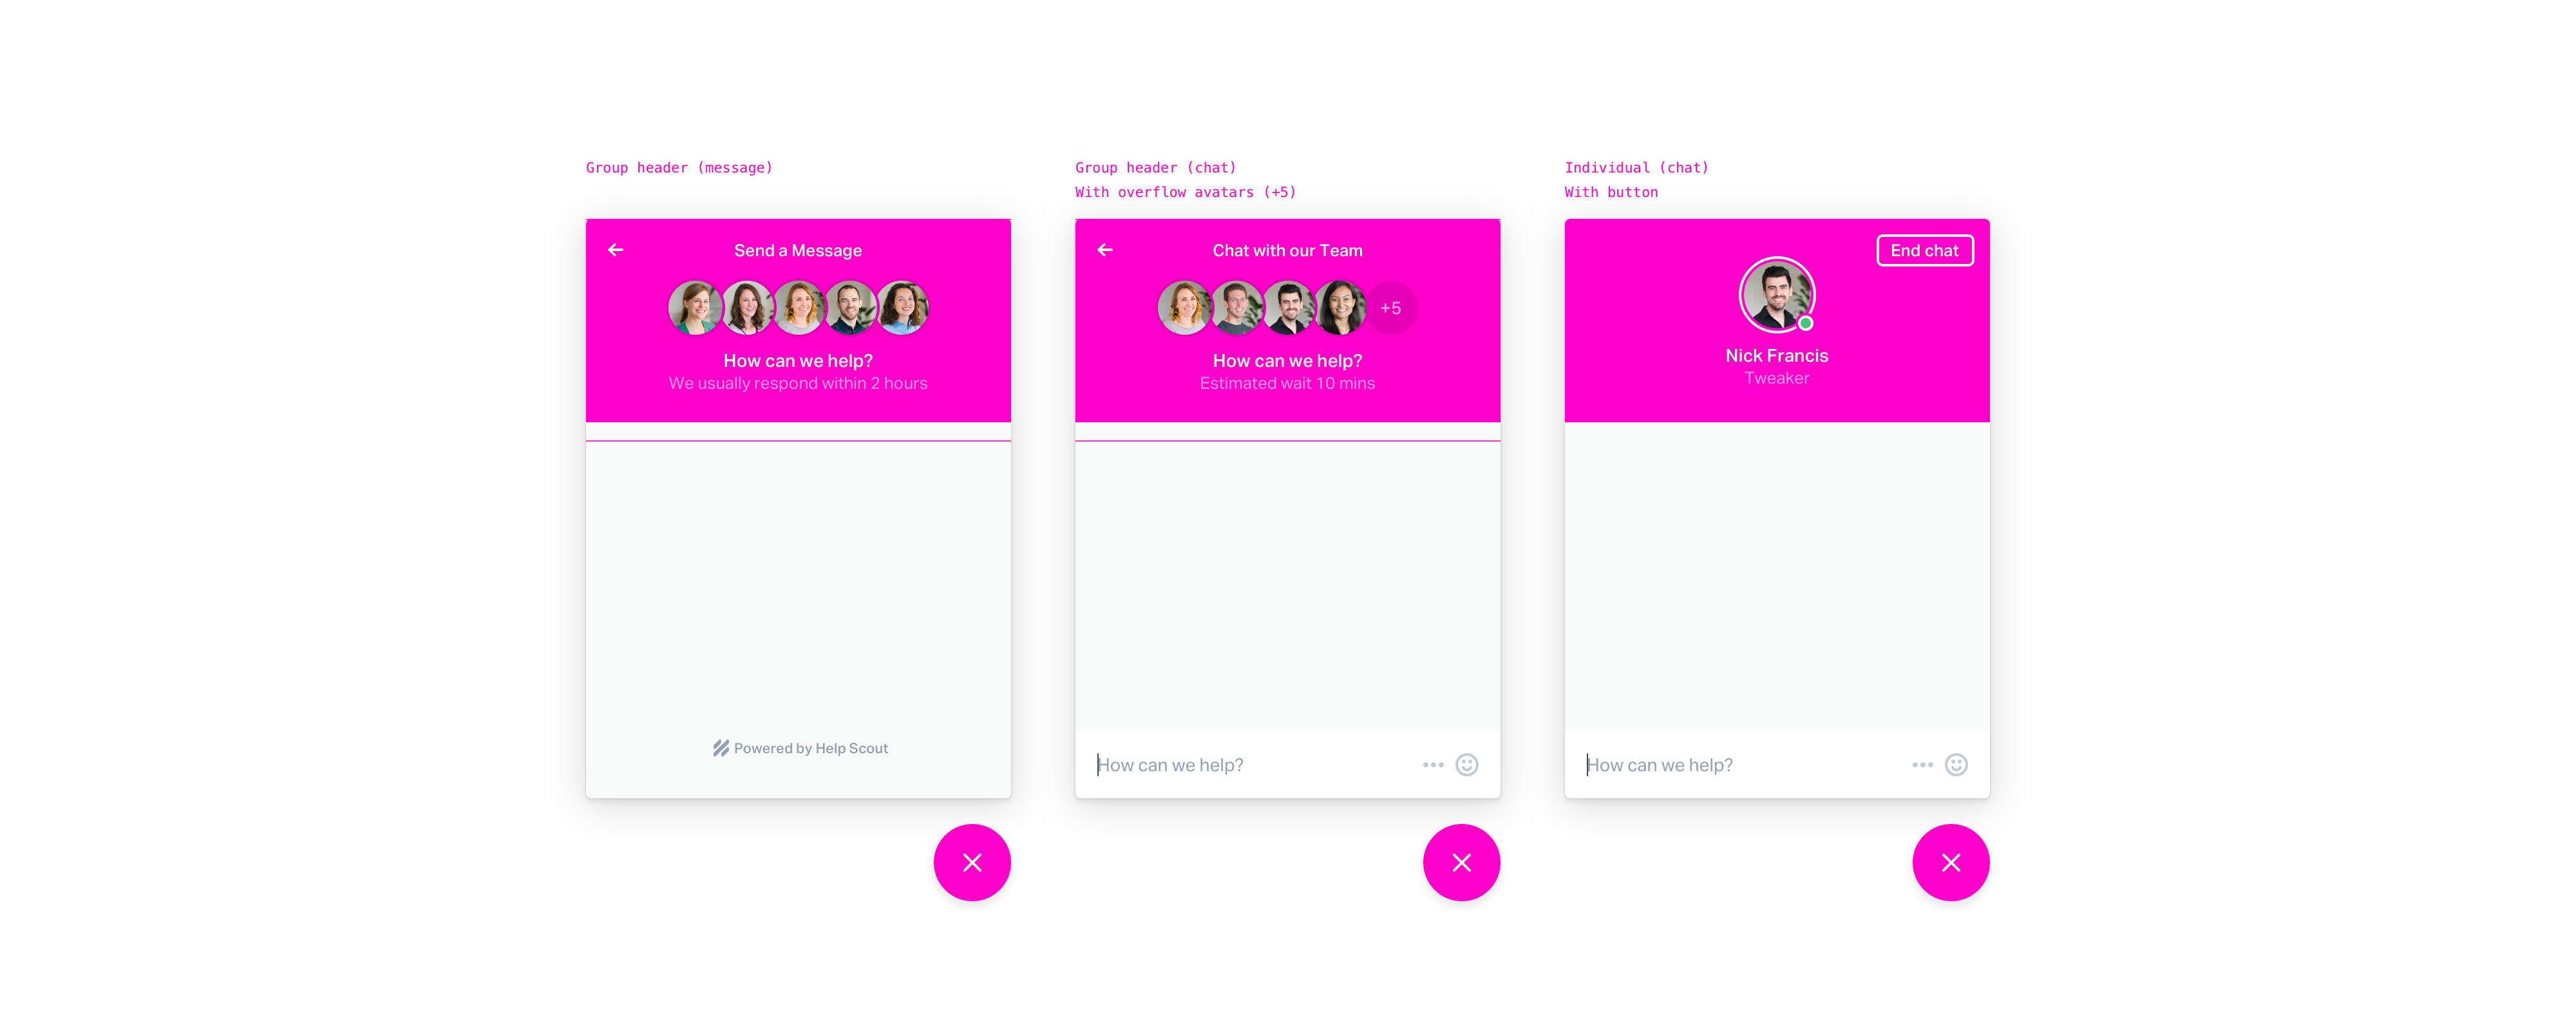 Group header (message)
Send a Message
How can we help?
We usually respond within 2 hours
Powered by Help Scout
Group header (chat)
With overflow avatars (+5)
Chat with our Team
+5
How can we help?
Estimated wait 10 mins
How can we help?
Individual (chat)
With button
End chat
Nick Francis
Tweaker
How can we help?